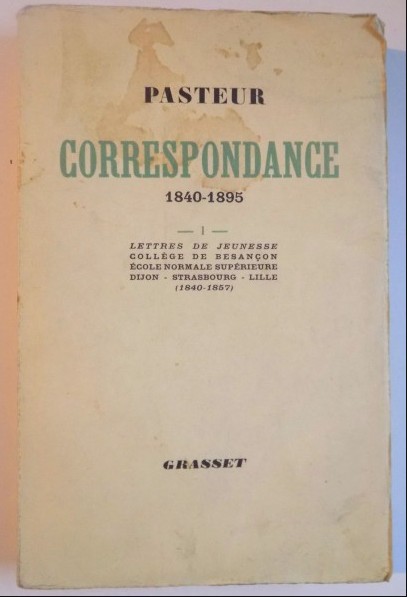 PASTEUR
CORRESPONDANCE
1840-1895
— I —
LETTRES DE JEUNESSE
COLLÈGE DE BESANÇON
ÉCOLE NORMALE SUPÉRIEURE
DIJON - STRASBOURG - LILLE
(1840-1857)
GRASSET